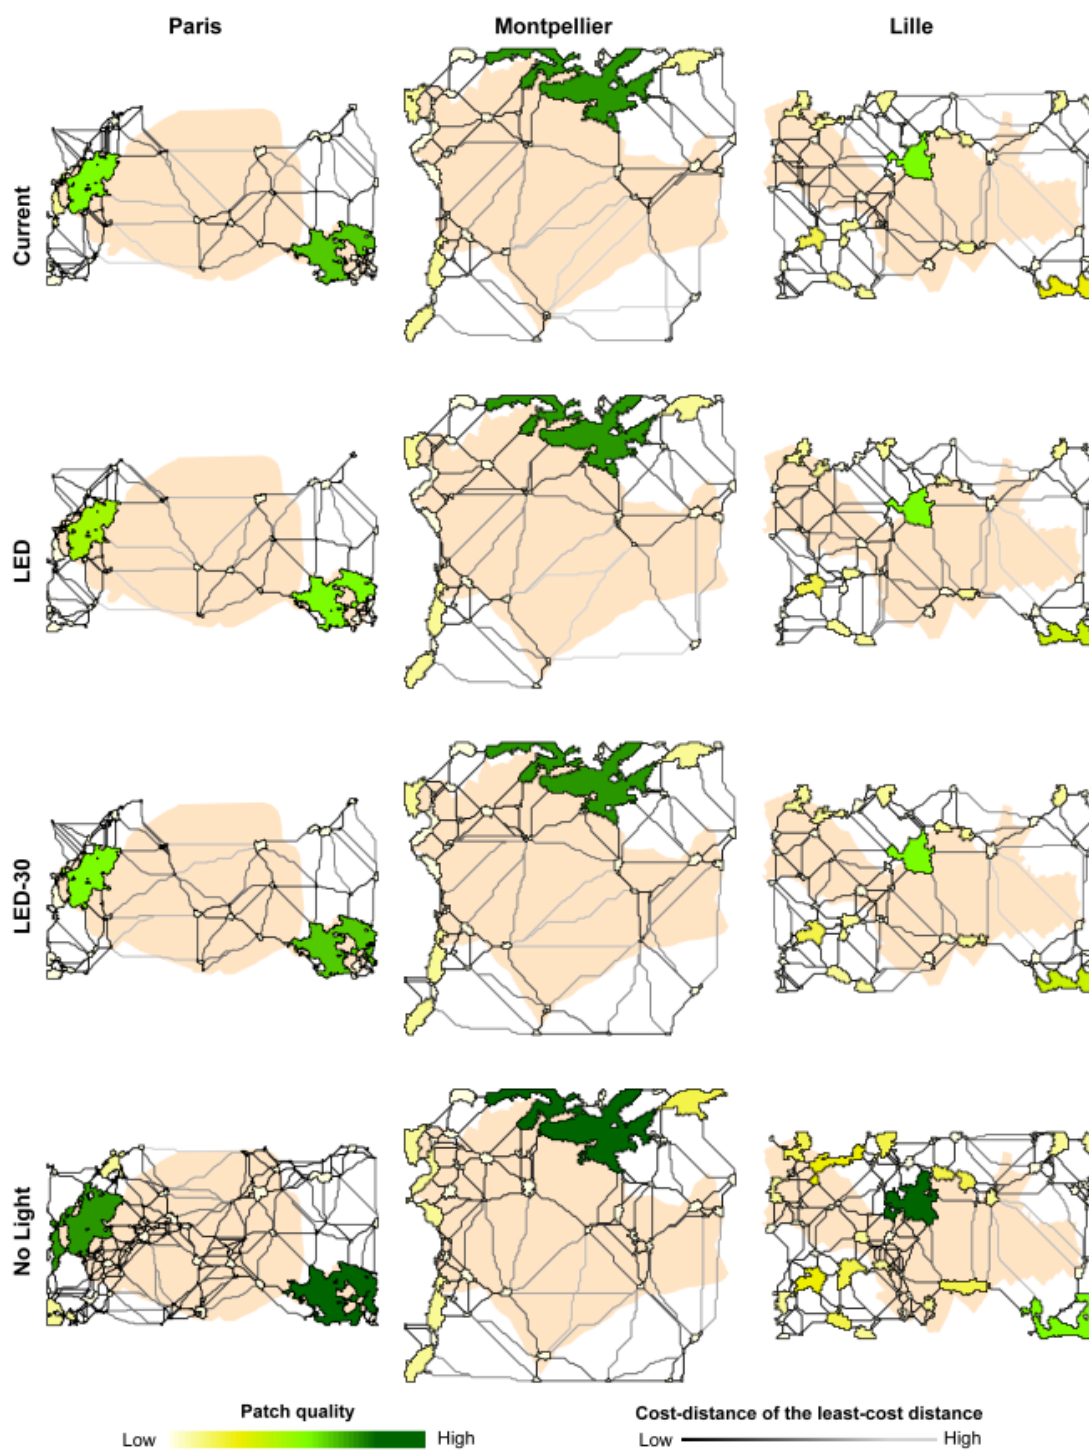 Paris Montpellier Lille
Current
LED
LED-30
No Light
Patch quality
Low High
Cost-distance of the least-cost distance
Low High